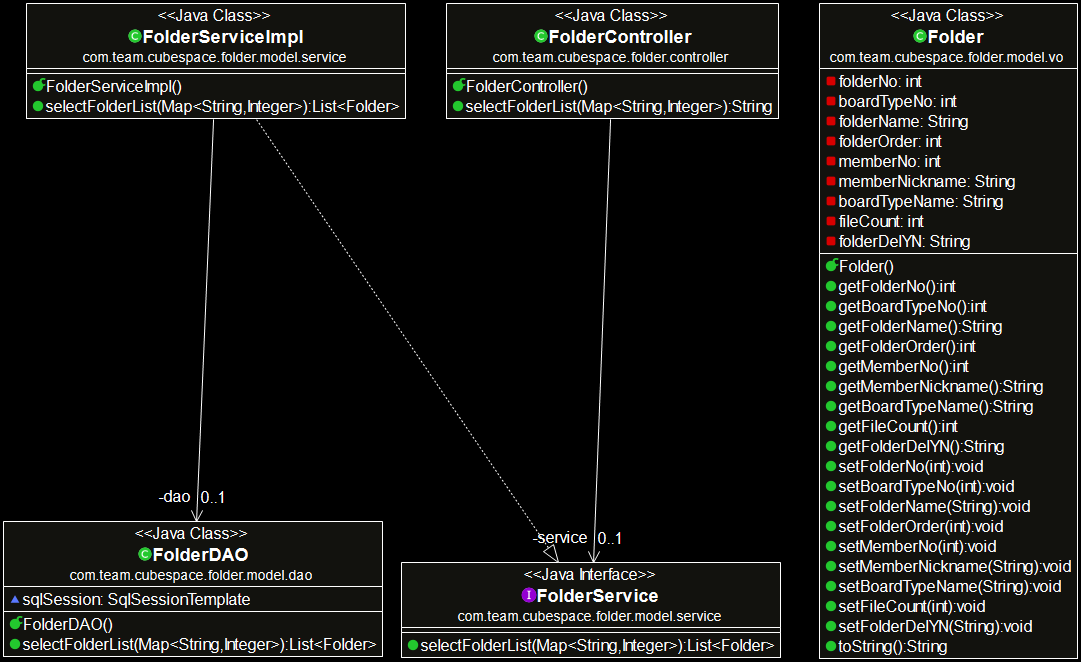 <<Java Class>>
FolderServiceImpl
com.team.cubespace.folder.model.service
FolderServiceImpl()
selectFolderList(Map<String,Integer>):List<Folder>
<<Java Class>>
FolderController
com.team.cubespace.folder.controller
FolderController()
selectFolderList(Map<String,Integer>):String
<<Java Class>>
Folder
com.team.cubespace.folder.model.vo
folderNo: int
boardTypeNo: int
folderName: String
folderOrder: int
memberNo: int
memberNickname: String
boardTypeName: String
fileCount: int
folderDelYN: String
Folder()
getFolderNo():int
getBoardTypeNo():int
getFolderName():String
getFolderOrder():int
getMemberNo():int
getMemberNickname():String
getBoardTypeName():String
getFileCount():int
getFolderDelYN():String
setFolderNo(int):void
setBoardTypeNo(int):void
setFolderName(String):void
setFolderOrder(int):void
setMemberNo(int):void
setMemberNickname(String):void
setBoardTypeName(String):void
setFileCount(int):void
setFolderDelYN(String):void
toString():String
-dao 0..1
<<Java Class>>
FolderDAO
com.team.cubespace.folder.model.dao
sqlSession: SqlSessionTemplate
FolderDAO()
selectFolderList(Map<String,Integer>):List<Folder>
-service 0..1
<<Java Interface>>
FolderService
com.team.cubespace.folder.model.service
selectFolderList(Map<String,Integer>):List<Folder>